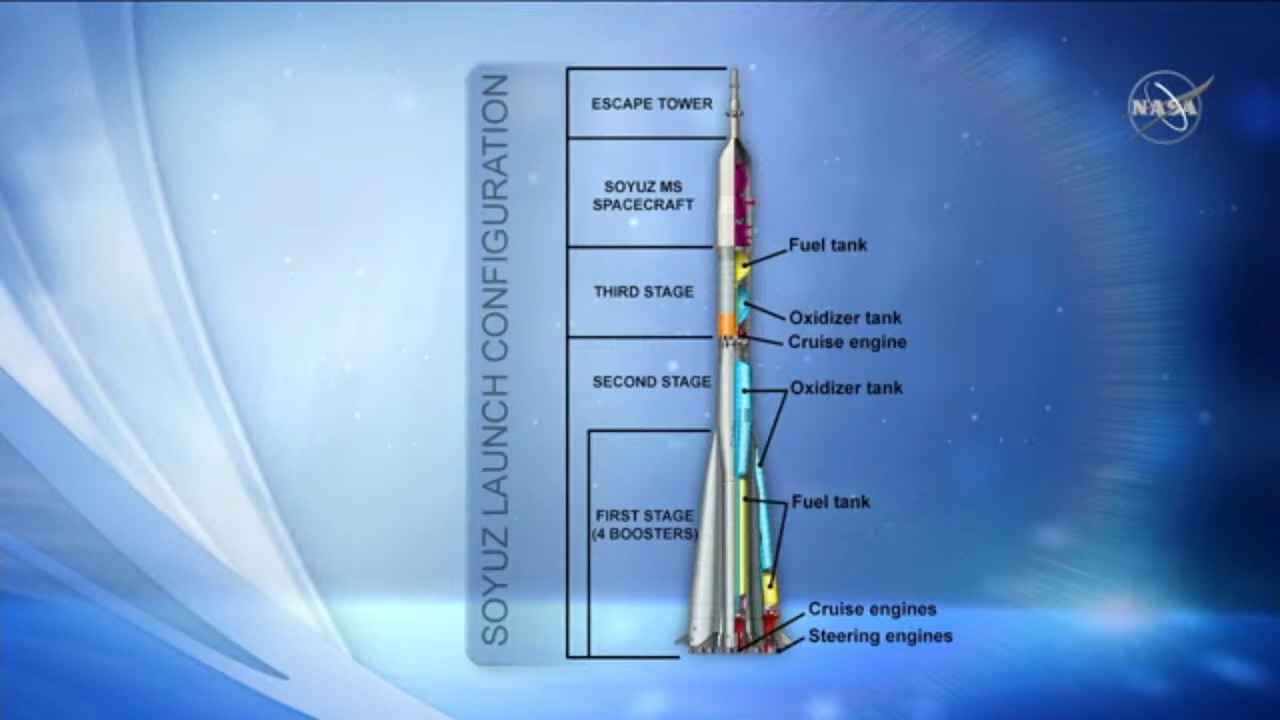 SOYUZ LAUNCH CONFIGURATION
ESCAPE TOWER
SOYUZ MS
SPACECRAFT
THIRD STAGE
SECOND STAGE
FIRST STAGE
(4 BOOSTERS)
Fuel tank
Oxidizer tank
Cruise engine
Oxidizer tank
Fuel tank
Cruise engines
Steering engines
NASA